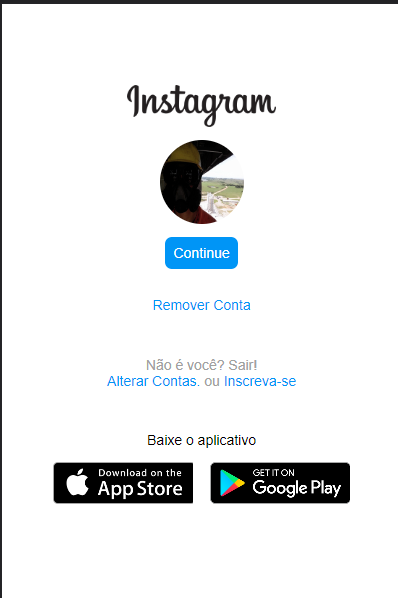 Instagram
Continue
Remover Conta
Não é você? Sair!
Alterar Contas. ou Inscreva-se
Baixe o aplicativo
Download on the
App Store
GET IT ON
Google Play